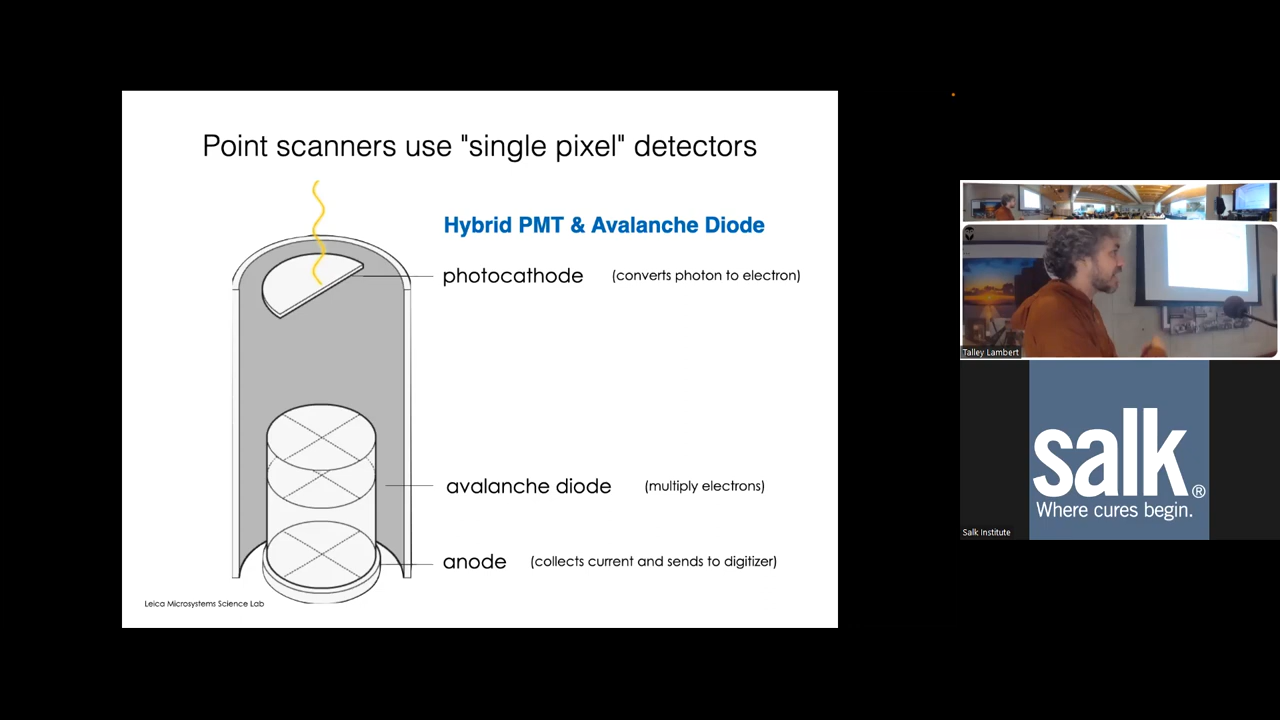 Point scanners use "single pixel" detectors
Hybrid PMT & Avalanche Diode
photocathode (converts photon to electron)
avalanche diode (multiply electrons)
anode (collects current and sends to digitizer)
Leica Microsystems Science Lab
Talley Lambert
salk®
Where cures begin.
Salk Institute